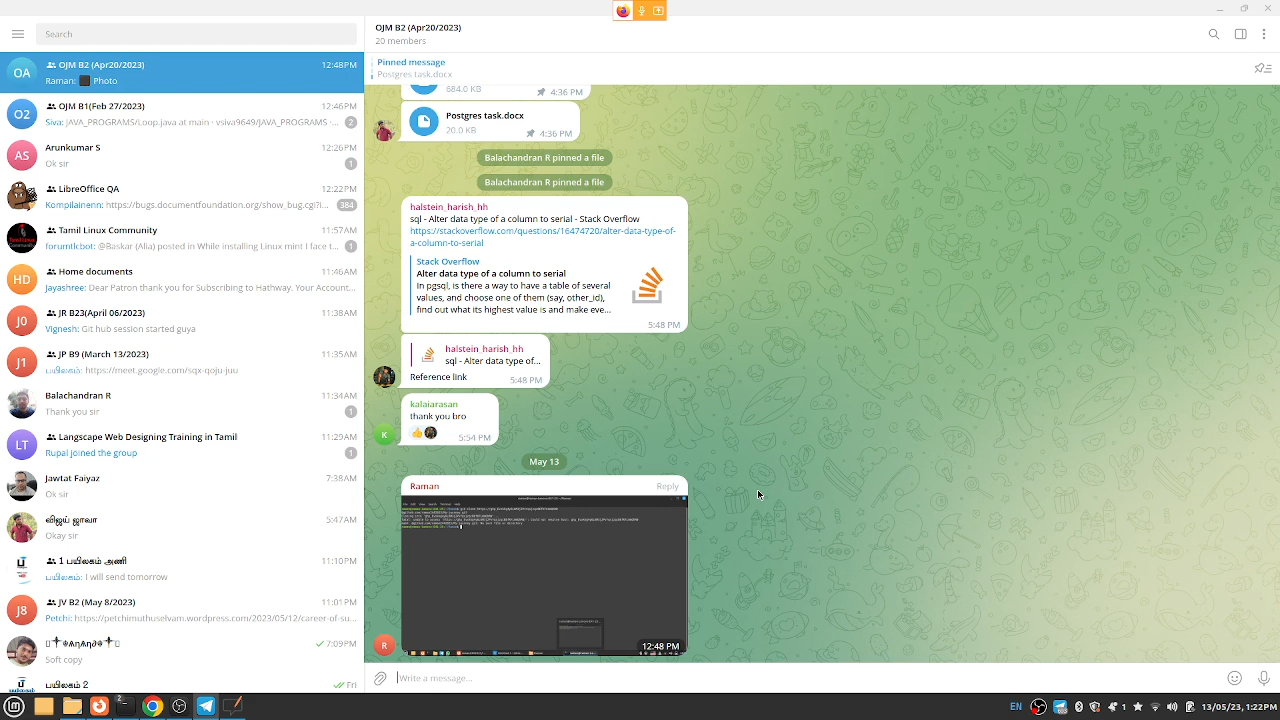 Search
OA
OJM B2 (Apr20/2023)
12:48PM
Raman: Photo
O2
OJM B1(Feb 27/2023)
12:46PM
Siva: JAVA_PROGRAMS/Loop.java at main · vsiva9649/JAVA_PROGRAMS ·...
2
AS
Arunkumar S
12:26PM
Ok sir
1
LibreOffice QA
12:22PM
Kompilainenn: https://bugs.documentfoundation.org/show_bug.cgi?i...
384
Tamil Linux Community
11:57AM
forumtlcbot: @Baskar (Alia) posted in While installing Linux mint I face t...
1
HD
Home documents
11:46AM
Jayashree: Dear Patron thank you for Subscribing to Hathway. Your Account...
J0
JR B2(April 06/2023)
11:38AM
Vignesh: Git hub session started guya
J1
JP B9 (March 13/2023)
11:35AM
https://meet.google.com/sqx-qoju-juu
Balachandran R
11:34AM
Thank you sir
1
LT
Langscape Web Designing Training in Tamil
11:29AM
Rupal joined the group
1
Jawtat Faiyaz
7:38AM
Ok sir
Gopu Simon
5:47AM
Okay sir
11:10PM
I will send tomorrow
J8
JV B2 (May 8/2023)
11:01PM
Petchi: https://petchimuthuselvam.wordpress.com/2023/05/12/career-of-su...
7:09PM
Soft copy
Fri
OJM B2 (Apr20/2023)
20 members
Pinned message
Postgres task.docx
684.0 KB
4:36 PM
Postgres task.docx
20.0 KB
4:36 PM
Balachandran R pinned a file
Balachandran R pinned a file
halstein_harish_hh
sql - Alter data type of a column to serial - Stack Overflow
https://stackoverflow.com/questions/16474720/alter-data-type-of-
a-column-to-serial
Stack Overflow
Alter data type of a column to serial
In pgsql, is there a way to have a table of several
values, and choose one of them (say, other_id),
find out what its highest value is and make eve...
5:48 PM
halstein_harish_hh
sql - Alter data type of...
Reference link
5:48 PM
kalaiarasan
thank you bro
5:54 PM
K
May 13
Raman
Reply
12:48 PM
R
Write a message...
2
EN
1
13/05/23, 1222PM